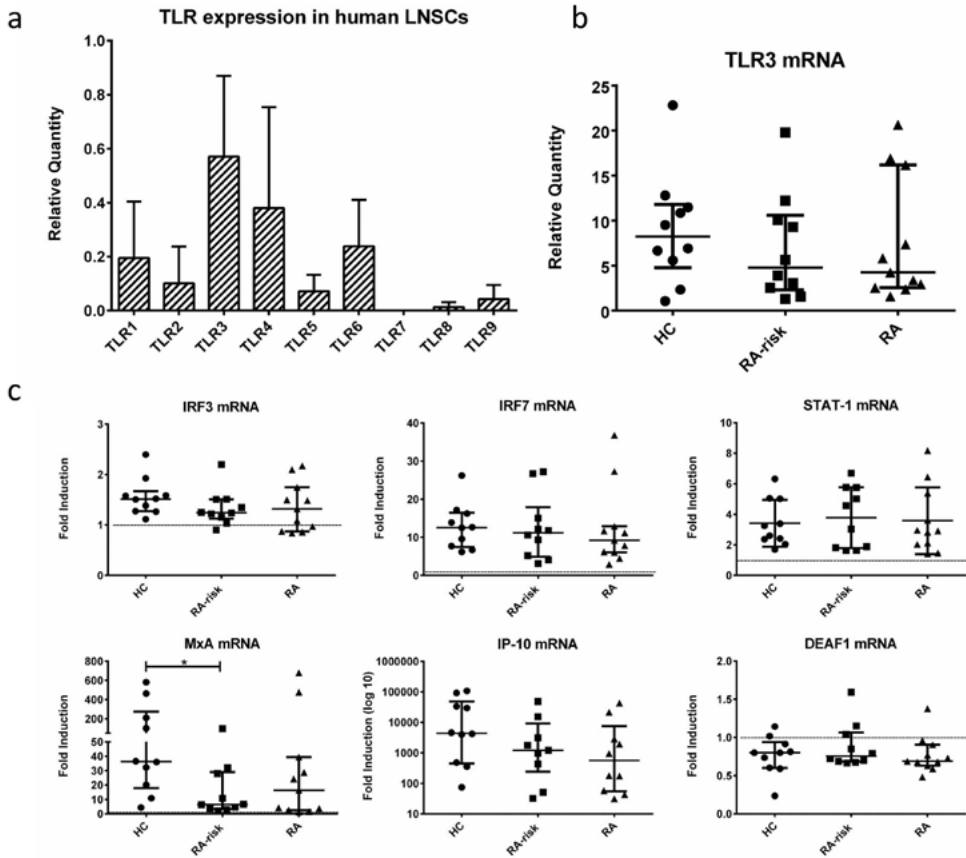 a
TLR expression in human LNSCs
Relative Quantity
1.0
0.8
0.6
0.4
0.2
0.0
TLR1
TLR2
TLR3
TLR4
TLR5
TLR6
TLR7
TLR8
TLR9
b
TLR3 mRNA
Relative Quantity
25
20
15
10
5
0
HC
RA-risk
RA
c
IRF3 mRNA
Fold Induction
3
2
1
0
HC
RA-risk
RA
IRF7 mRNA
Fold Induction
40
30
20
10
0
HC
RA-risk
RA
STAT-1 mRNA
Fold Induction
10
8
6
4
2
0
HC
RA-risk
RA
MxA mRNA
Fold Induction
800
700
600
500
400
300
200
100
50
40
30
20
10
0
*
HC
RA-risk
RA
IP-10 mRNA
Fold Induction (log 10)
1000000
100000
10000
1000
100
10
HC
RA-risk
RA
DEAF1 mRNA
Fold Induction
2.0
1.5
1.0
0.5
0.0
HC
RA-risk
RA